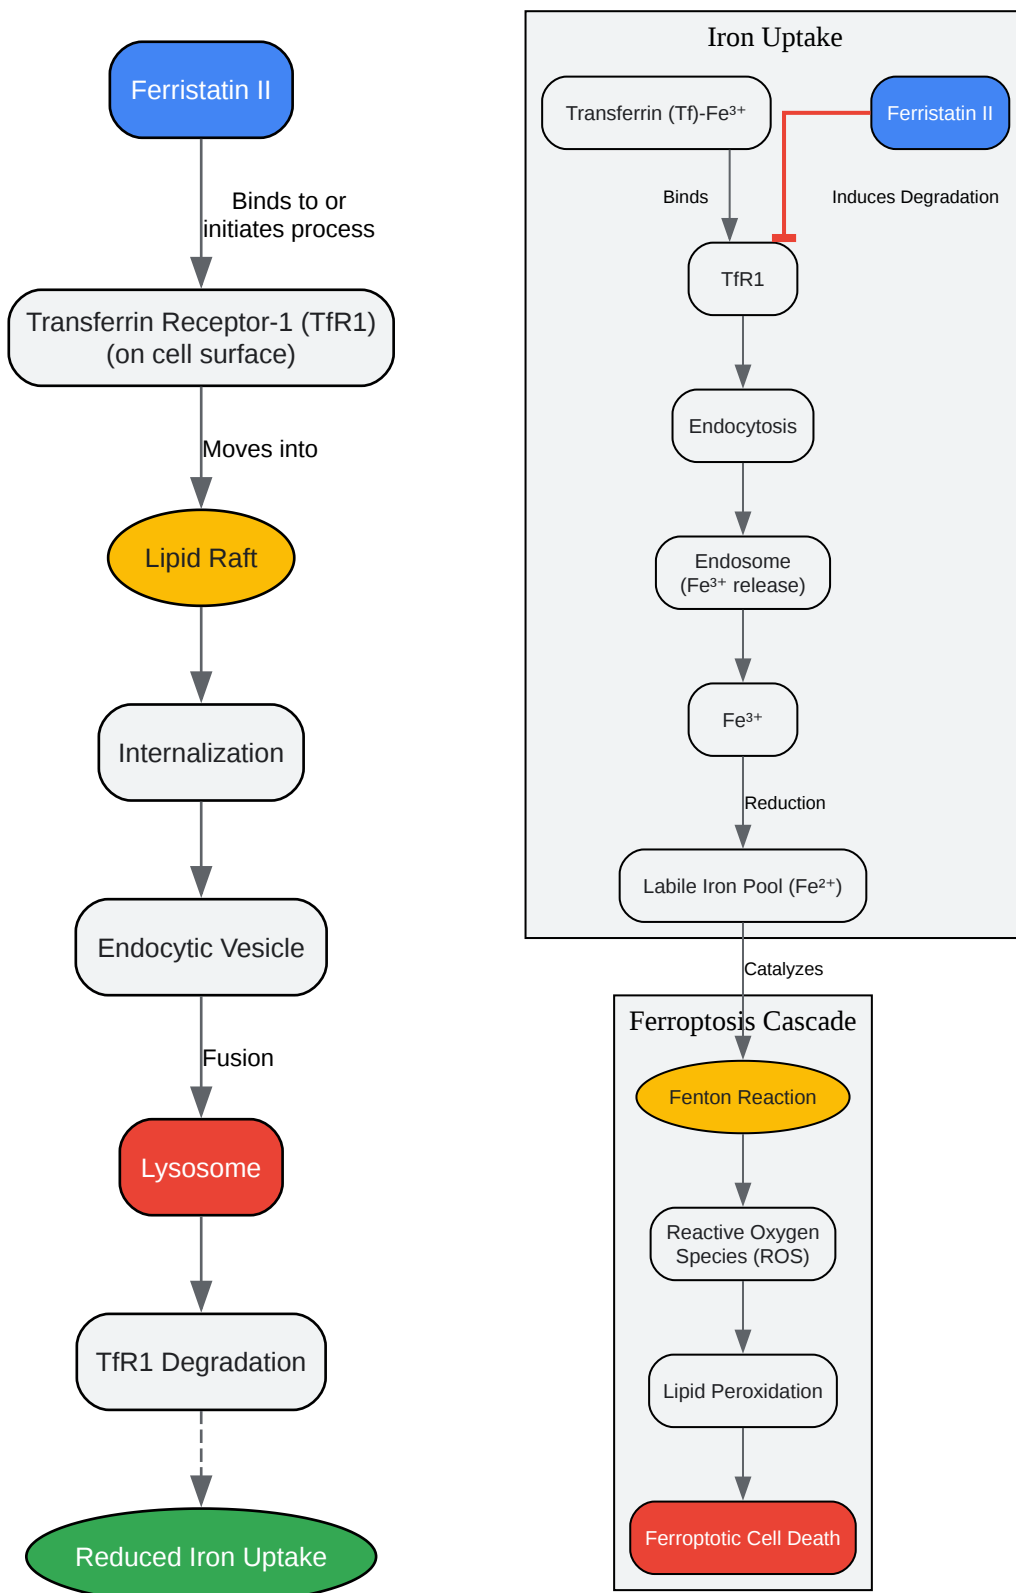 Ferristatin II
Binds to or
initiates process
Transferrin Receptor-1 (TfR1)
(on cell surface)
Moves into
Lipid Raft
Internalization
Endocytic Vesicle
Fusion
Lysosome
TfR1 Degradation
Reduced Iron Uptake
Iron Uptake
Transferrin (Tf)-Fe³⁺
Ferristatin II
Binds
Induces Degradation
TfR1
Endocytosis
Endosome
(Fe³⁺ release)
Fe³⁺
Reduction
Labile Iron Pool (Fe²⁺)
Catalyzes
Ferroptosis Cascade
Fenton Reaction
Reactive Oxygen
Species (ROS)
Lipid Peroxidation
Ferroptotic Cell Death